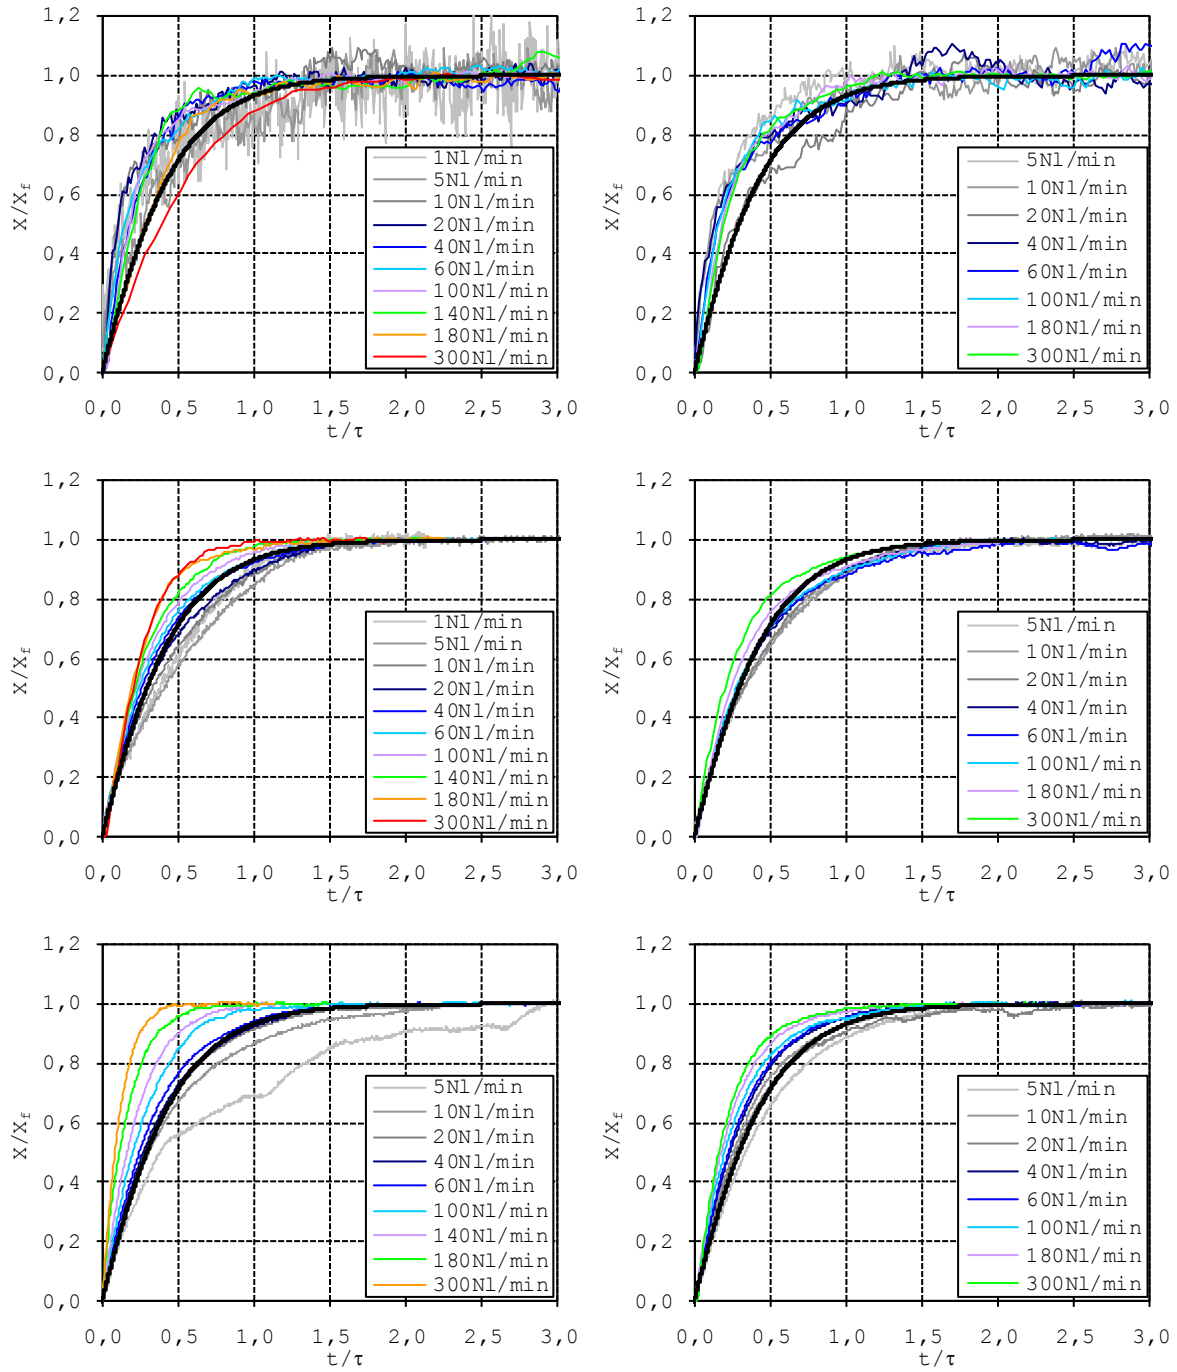 1,2
1,0
0,8
0,6
0,4
0,2
0,0
X/Xf
1Nl/min
5Nl/min
10Nl/min
20Nl/min
40Nl/min
60Nl/min
100Nl/min
140Nl/min
180Nl/min
300Nl/min
0,0 0,5 1,0 1,5 2,0 2,5 3,0
t/τ
1,2
1,0
0,8
0,6
0,4
0,2
0,0
X/Xf
5Nl/min
10Nl/min
20Nl/min
40Nl/min
60Nl/min
100Nl/min
180Nl/min
300Nl/min
0,0 0,5 1,0 1,5 2,0 2,5 3,0
t/τ
1,2
1,0
0,8
0,6
0,4
0,2
0,0
X/Xf
1Nl/min
5Nl/min
10Nl/min
20Nl/min
40Nl/min
60Nl/min
100Nl/min
140Nl/min
180Nl/min
300Nl/min
0,0 0,5 1,0 1,5 2,0 2,5 3,0
t/τ
1,2
1,0
0,8
0,6
0,4
0,2
0,0
X/Xf
5Nl/min
10Nl/min
20Nl/min
40Nl/min
60Nl/min
100Nl/min
180Nl/min
300Nl/min
0,0 0,5 1,0 1,5 2,0 2,5 3,0
t/τ
1,2
1,0
0,8
0,6
0,4
0,2
0,0
X/Xf
5Nl/min
10Nl/min
20Nl/min
40Nl/min
60Nl/min
100Nl/min
140Nl/min
180Nl/min
300Nl/min
0,0 0,5 1,0 1,5 2,0 2,5 3,0
t/τ
1,2
1,0
0,8
0,6
0,4
0,2
0,0
X/Xf
5Nl/min
10Nl/min
20Nl/min
40Nl/min
60Nl/min
100Nl/min
180Nl/min
300Nl/min
0,0 0,5 1,0 1,5 2,0 2,5 3,0
t/τ